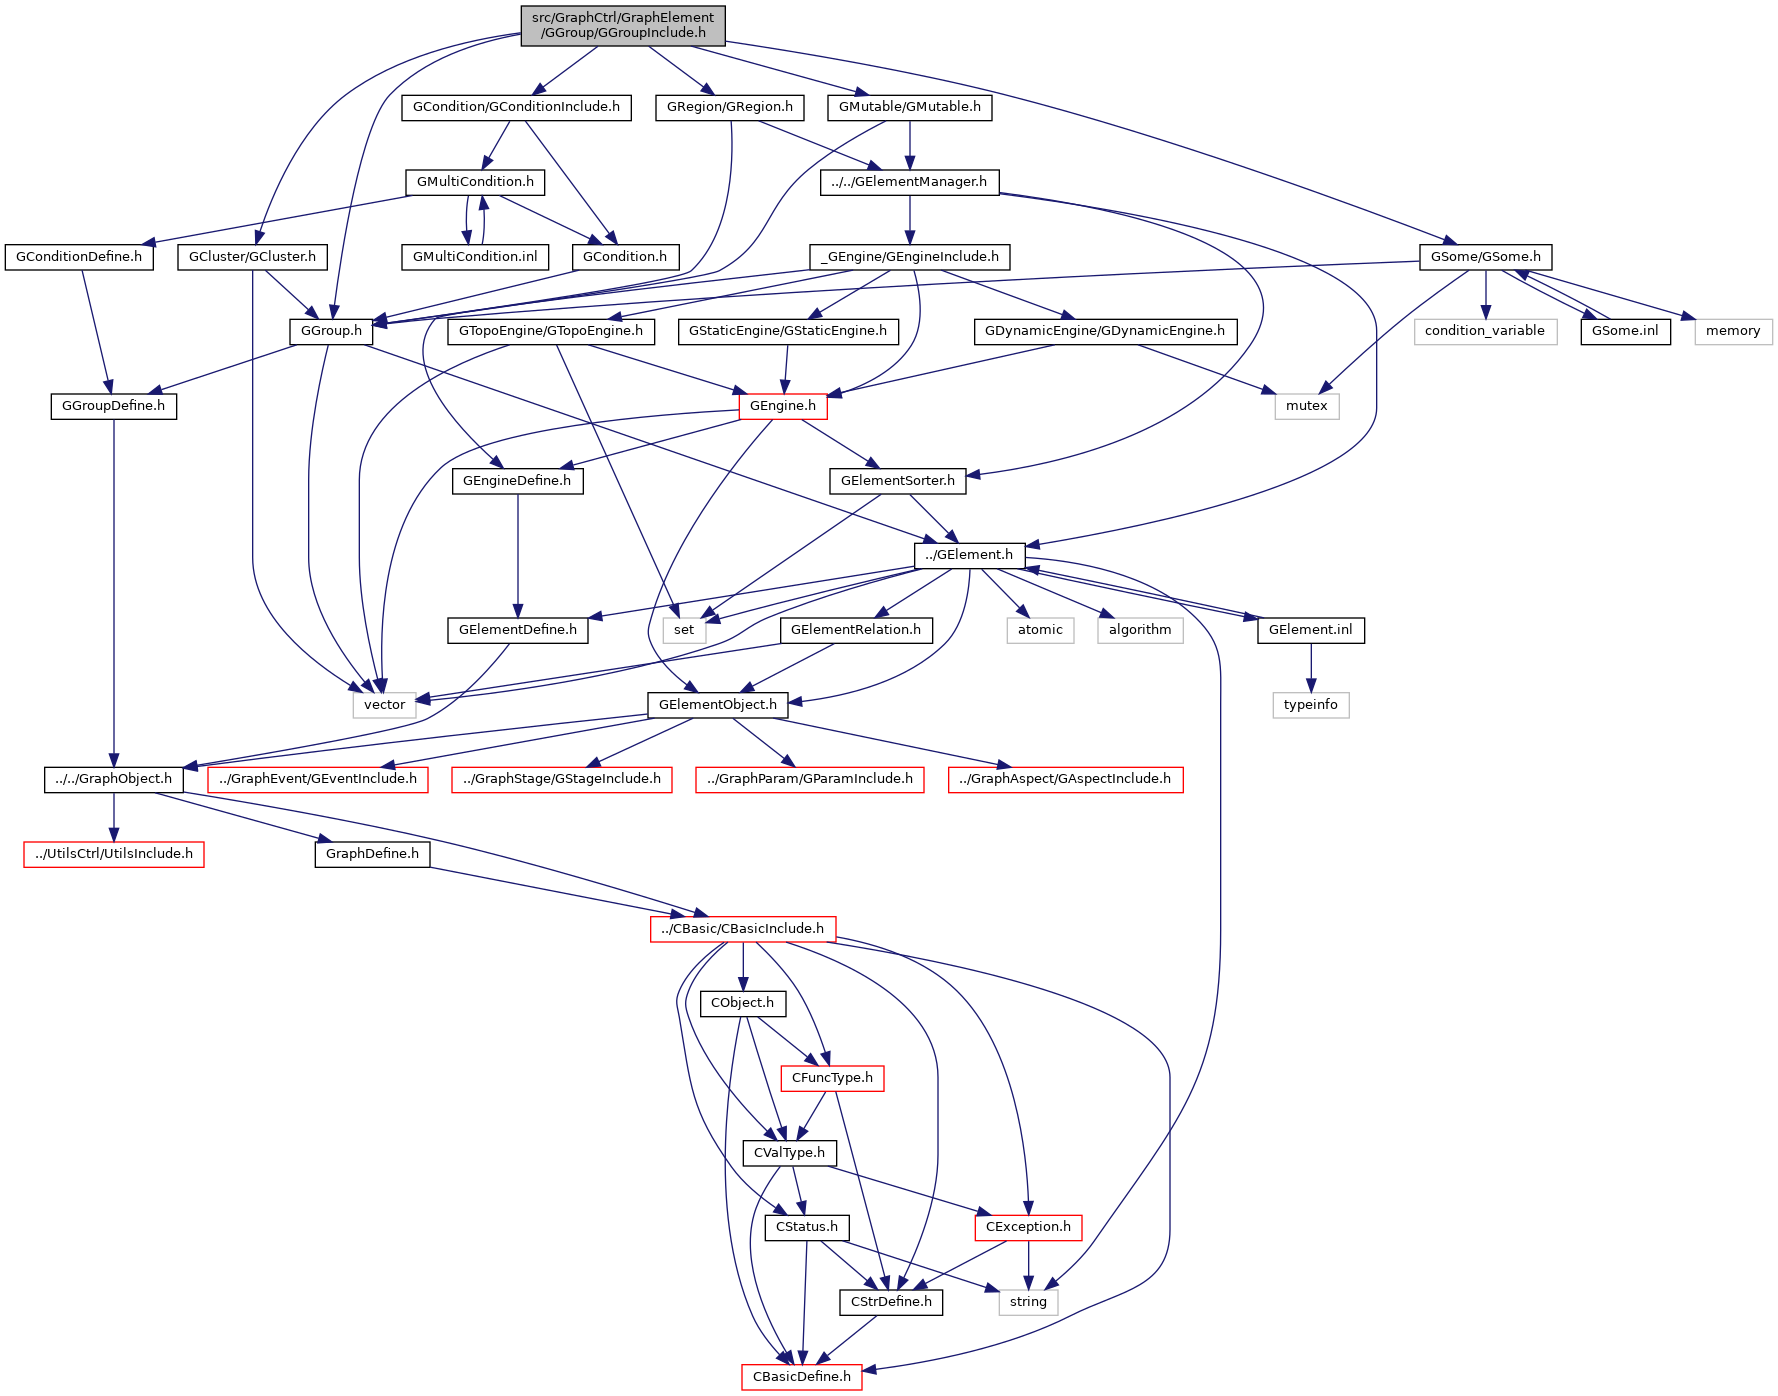 src/GraphCtrl/GraphElement
/GGroup/GGroupInclude.h
GCondition/GConditionInclude.h
GRegion/GRegion.h
GMutable/GMutable.h
GMultiCondition.h
../../GElementManager.h
GConditionDefine.h
GCluster/GCluster.h
GMultiCondition.inl
GCondition.h
_GEngine/GEngineInclude.h
GSome/GSome.h
GGroup.h
GTopoEngine/GTopoEngine.h
GStaticEngine/GStaticEngine.h
GDynamicEngine/GDynamicEngine.h
condition_variable
GSome.inl
memory
GGroupDefine.h
GEngine.h
mutex
GEngineDefine.h
GElementSorter.h
../GElement.h
GElementDefine.h
set
GElementRelation.h
atomic
algorithm
GElement.inl
vector
GElementObject.h
typeinfo
../../GraphObject.h
../GraphEvent/GEventInclude.h
../GraphStage/GStageInclude.h
../GraphParam/GParamInclude.h
../GraphAspect/GAspectInclude.h
../UtilsCtrl/UtilsInclude.h
GraphDefine.h
../CBasic/CBasicInclude.h
CObject.h
CFuncType.h
CValType.h
CStatus.h
CException.h
CStrDefine.h
string
CBasicDefine.h